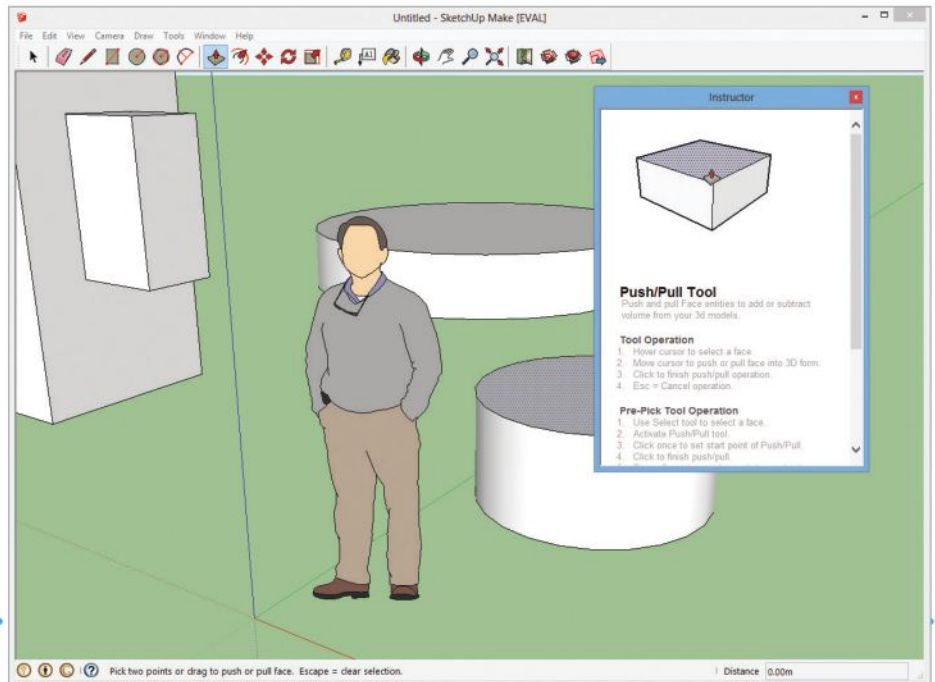 Untitled - SketchUp Make [EVAL]
File Edit View Camera Draw Tools Window Help
A1
Instructor
Push/Pull Tool
Push and pull Face entities to add or subtract
volume from your 3d models.
Tool Operation
1. Hover cursor to select a face.
2. Move cursor to push or pull face into 3D form.
3. Click to finish push/pull operation.
4. Esc = Cancel operation.
Pre-Pick Tool Operation
1. Use Select tool to select a face.
2. Activate Push/Pull tool.
3. Click once to set start point of Push/Pull.
4. Click to finish push/pull.
Pick two points or drag to push or pull face. Escape = clear selection.
Distance 0.00m